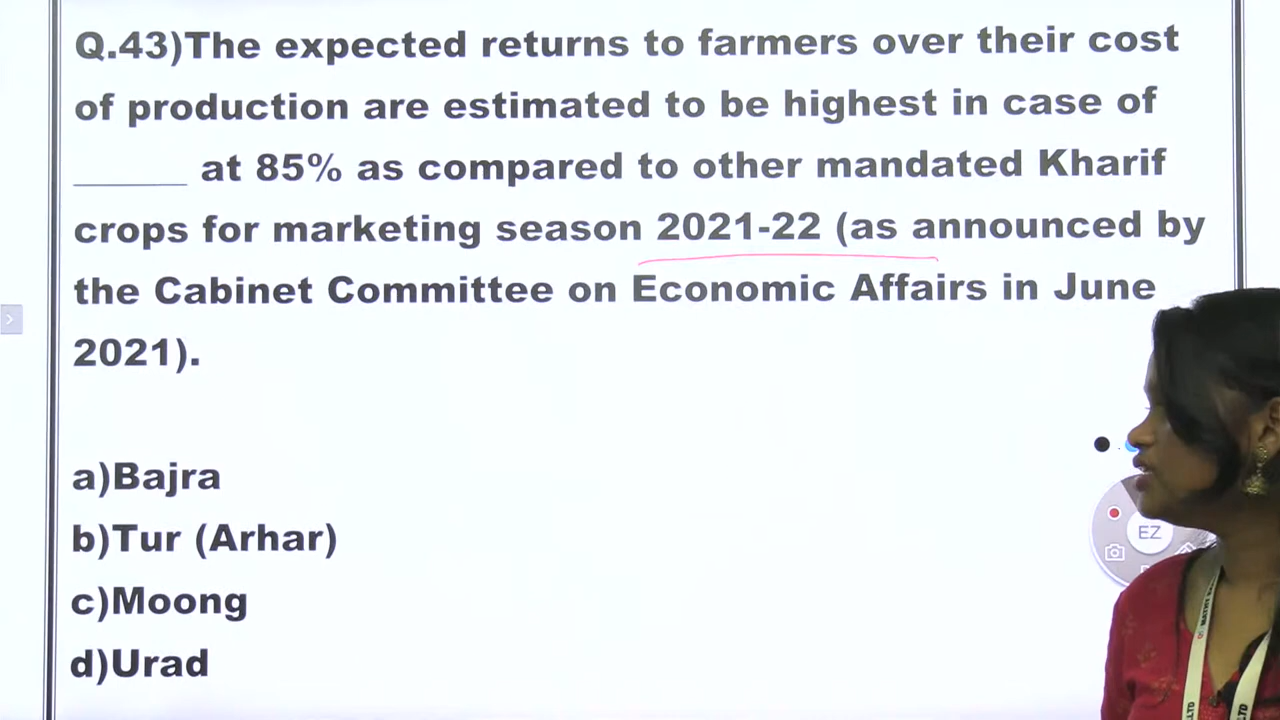 Q.43)The expected returns to farmers over their cost
of production are estimated to be highest in case of
______ at 85% as compared to other mandated Kharif
crops for marketing season 2021-22 (as announced by
the Cabinet Committee on Economic Affairs in June
2021).
a)Bajra
b)Tur (Arhar)
c)Moong
d)Urad
EZ